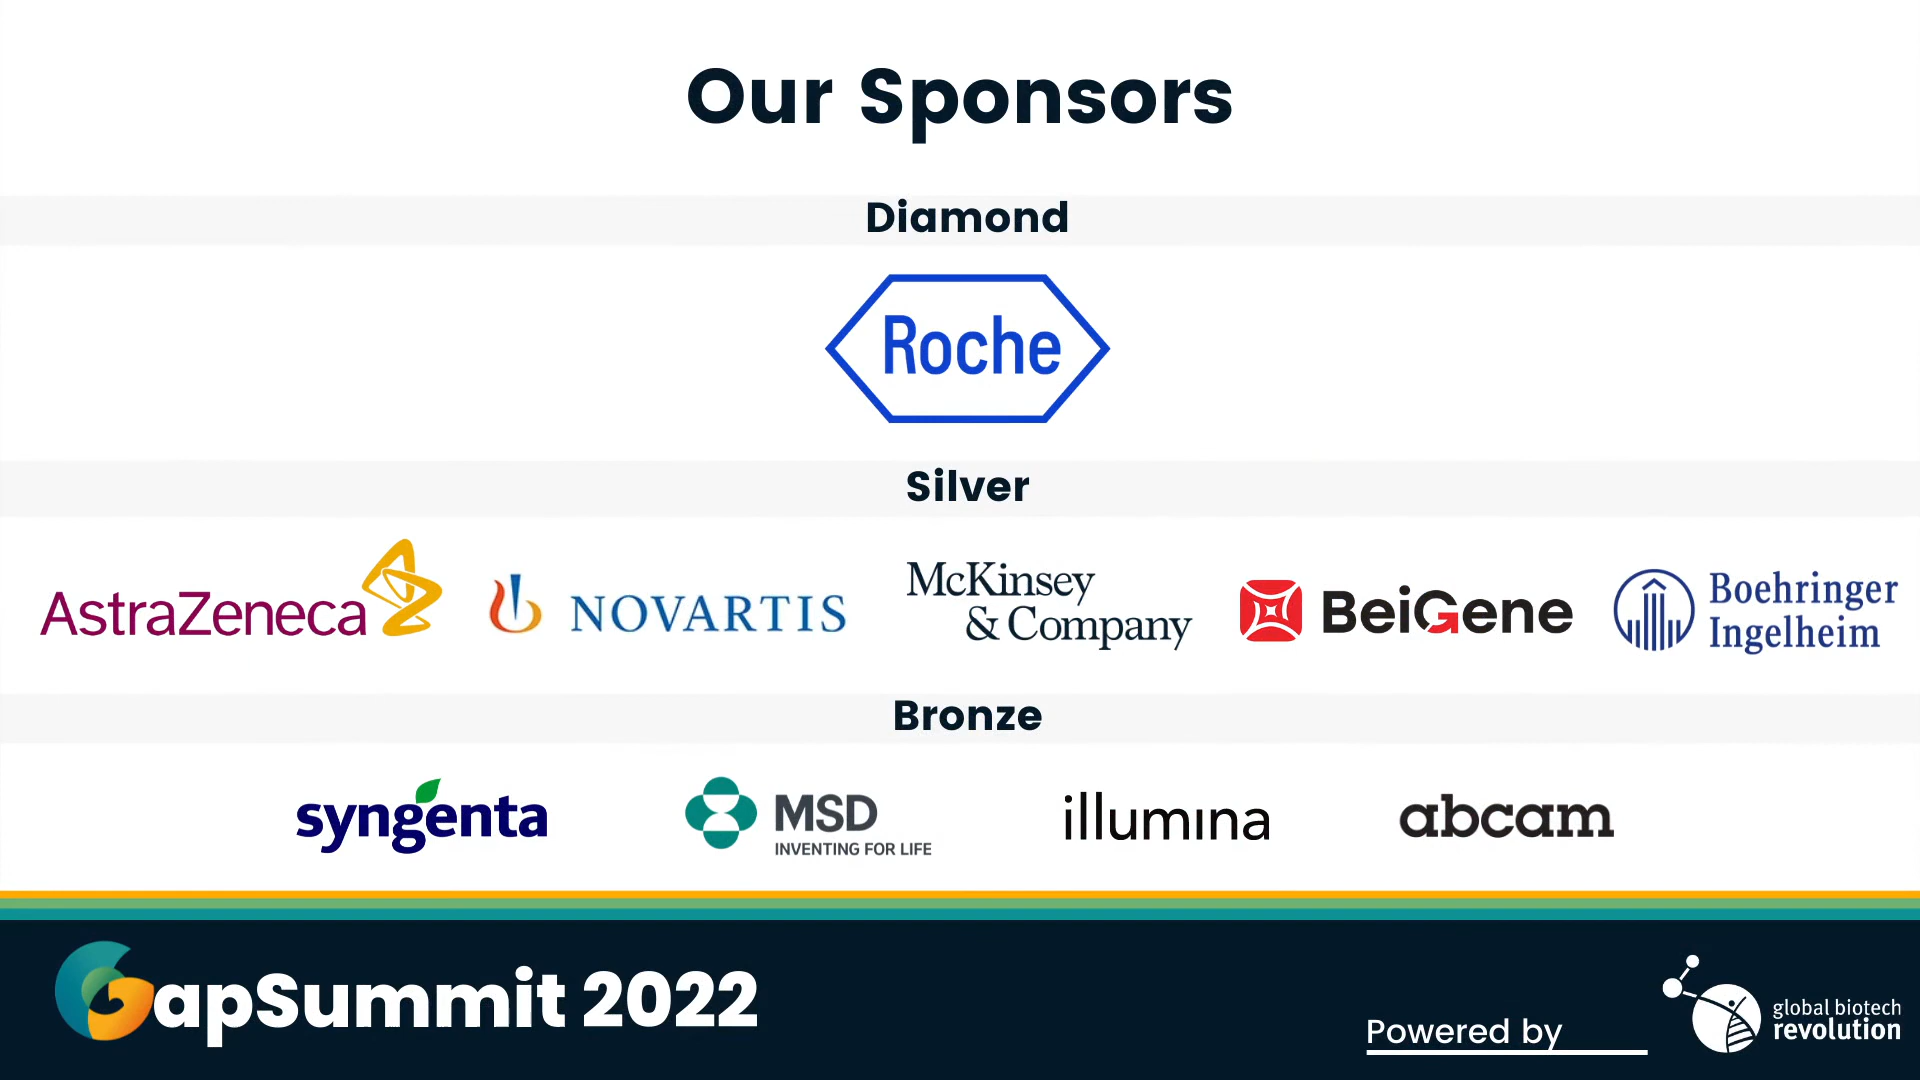 Our Sponsors
Diamond
Roche
Silver
AstraZeneca
NOVARTIS
McKinsey
& Company
BeiGene
Boehringer
Ingelheim
Bronze
syngenta
MSD
INVENTING FOR LIFE
illumina
abcam
GapSummit 2022
Powered by
global biotech
revolution